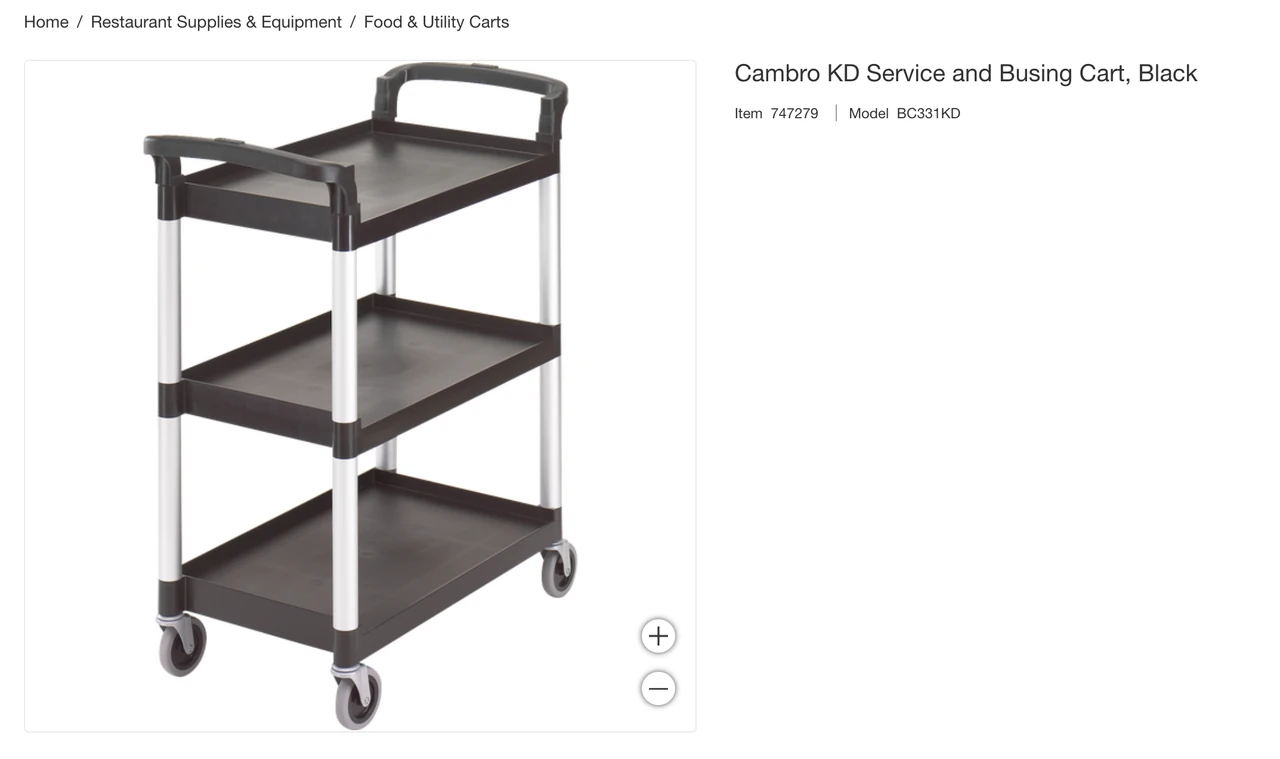 Home / Restaurant Supplies & Equipment / Food & Utility Carts
Cambro KD Service and Busing Cart, Black
Item 747279 | Model BC331KD